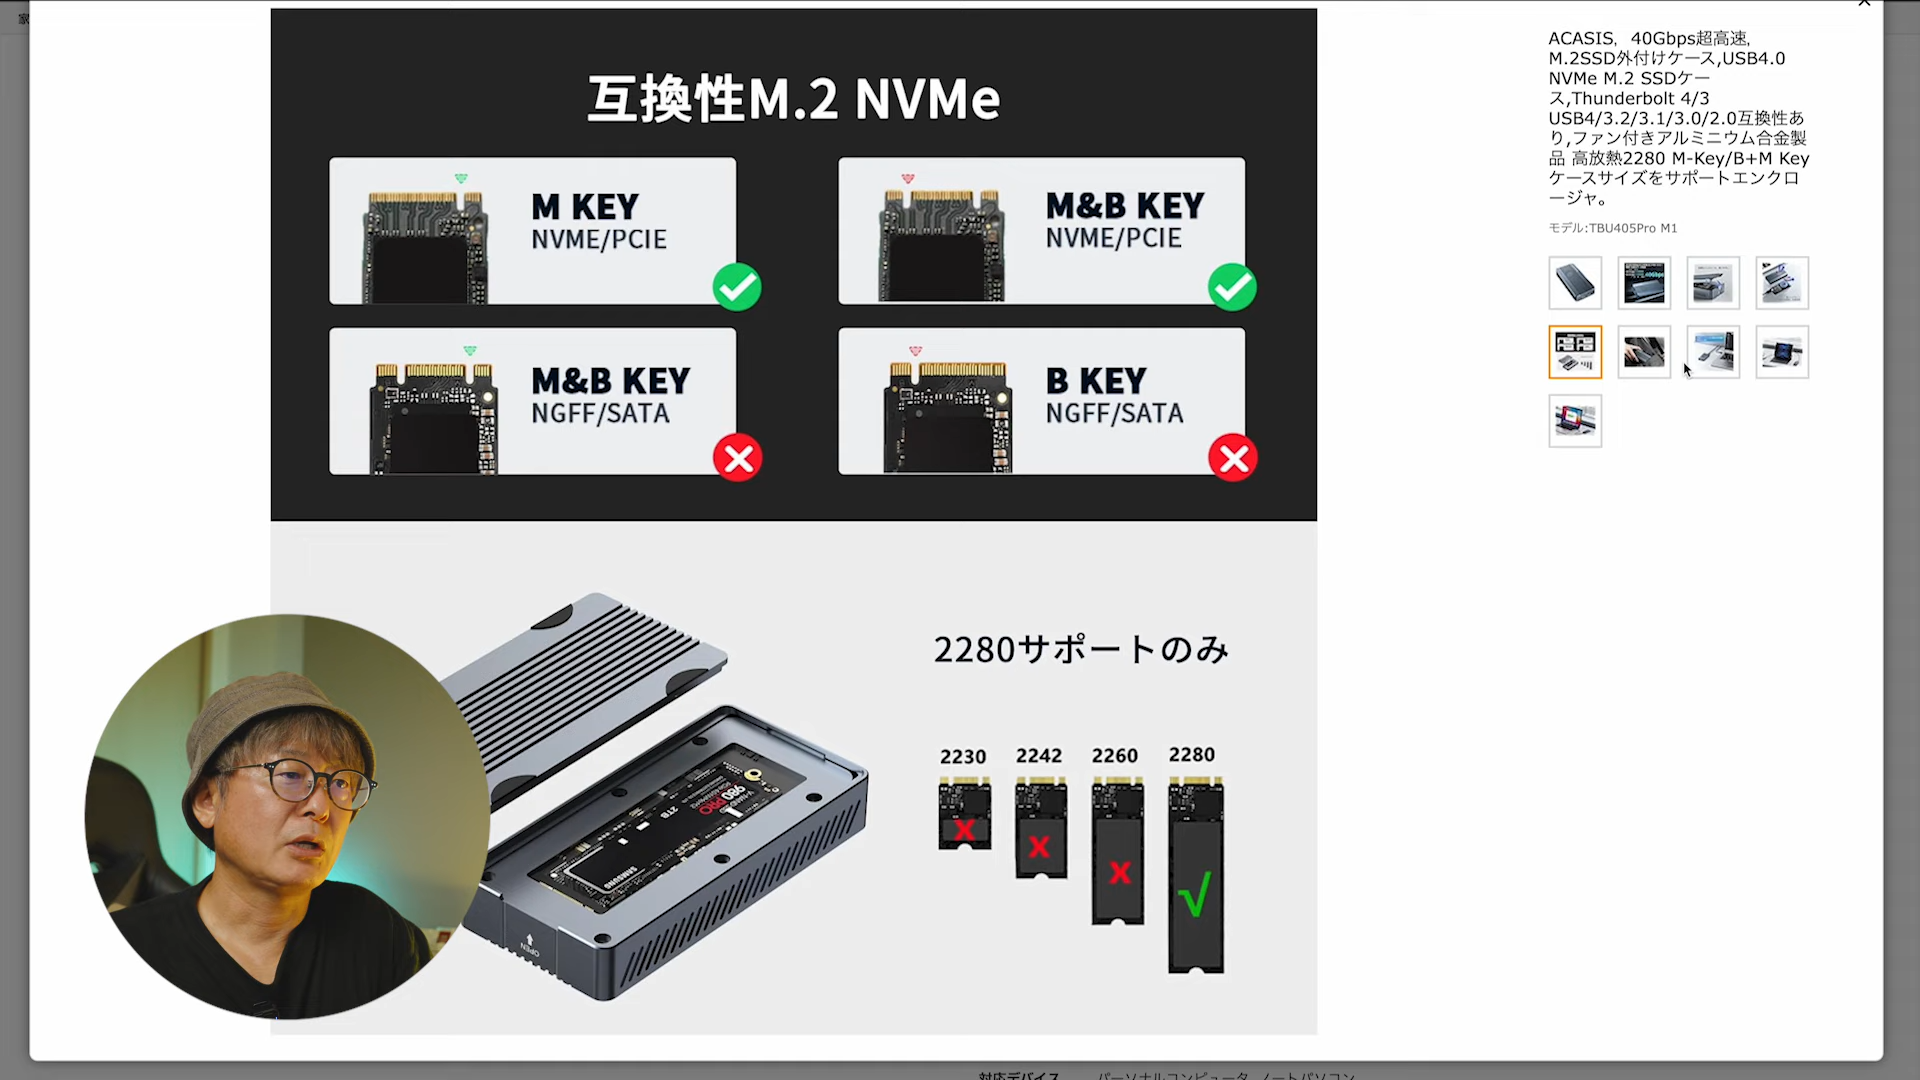 互換性M.2 NVMe
M KEY
NVME/PCIE
M&B KEY
NVME/PCIE
M&B KEY
NGFF/SATA
B KEY
NGFF/SATA
2280サポートのみ
2230
2242
2260
2280
980 PRO
2TB
SAMSUNG
OPEN
ACASIS，40Gbps超高速,
M.2SSD外付けケース,USB4.0
NVMe M.2 SSDケー
ス,Thunderbolt 4/3
USB4/3.2/3.1/3.0/2.0互換性あ
り,ファン付きアルミニウム合金製
品 高放熱2280 M-Key/B+M Key
ケースサイズをサポートエンクロ
ージャ。
モデル:TBU405Pro M1
対応デバイス
パーソナルコンピュータ, ノートパソコン